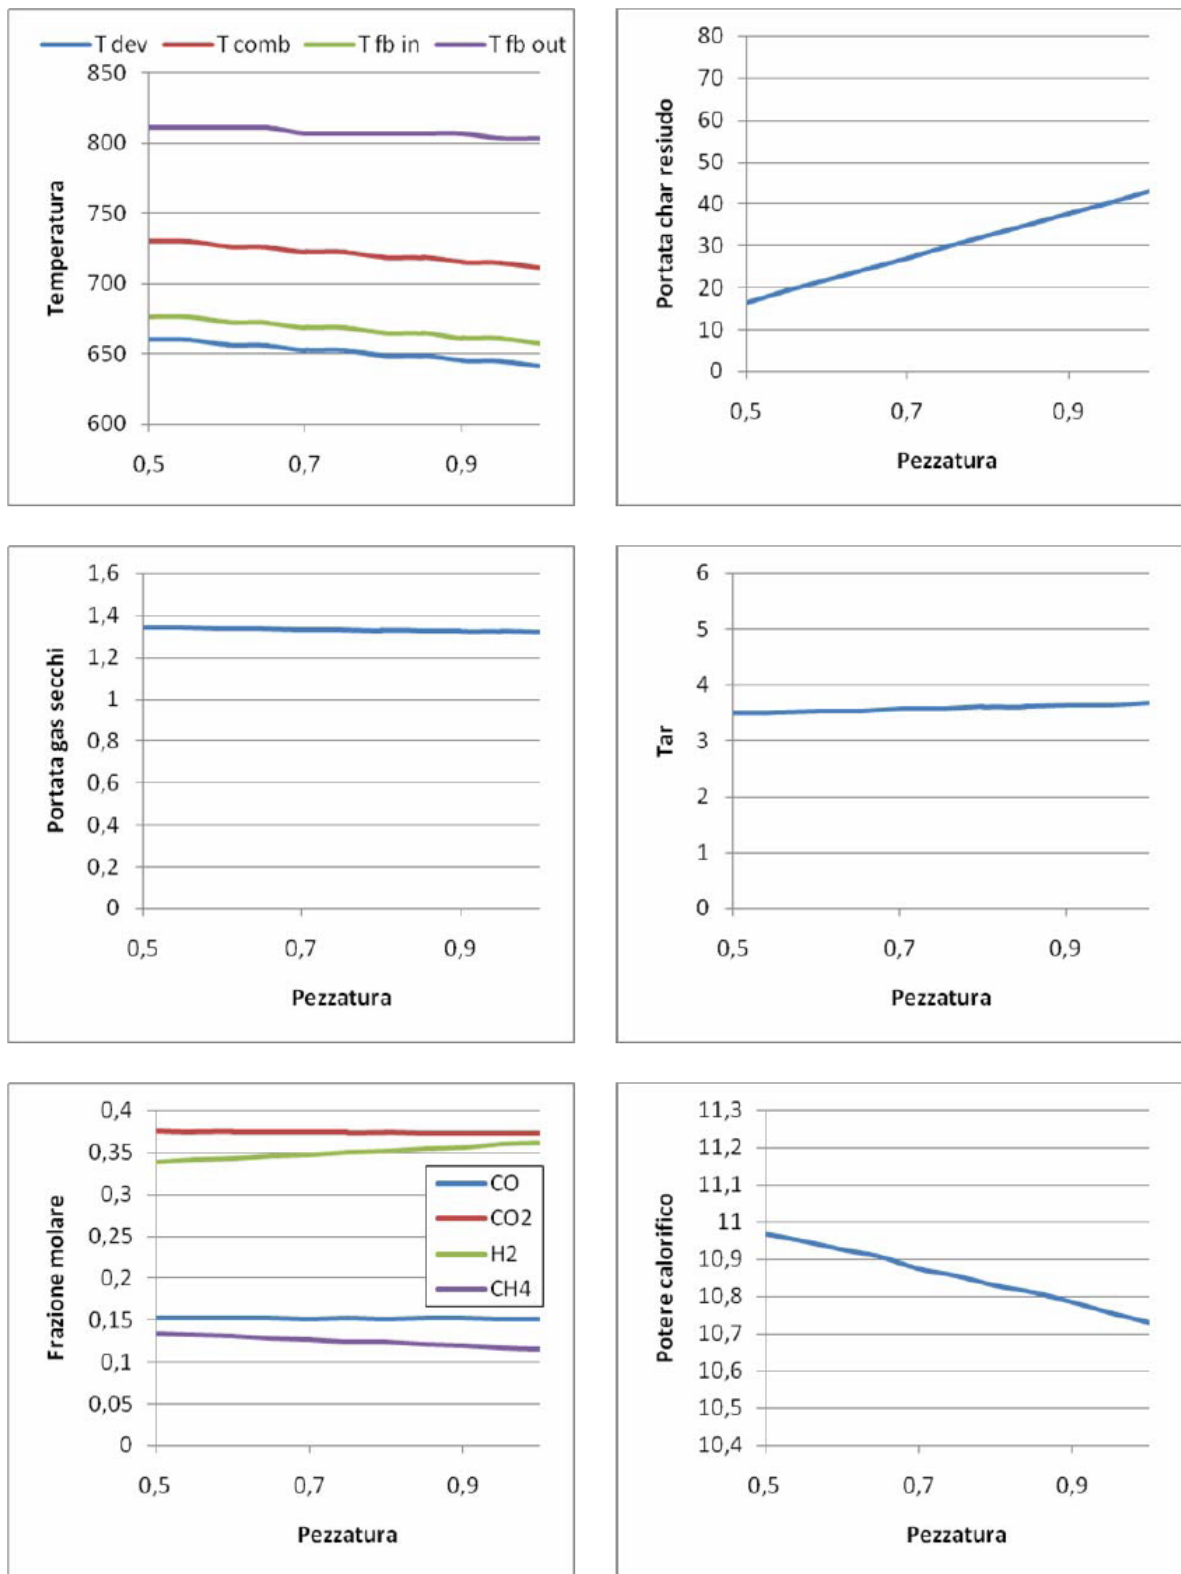 T dev T comb T fb in T fb out
850
800
750
700
650
600
Temperatura
0,5 0,7 0,9
80
70
60
50
40
30
20
10
0
Portata char resiudo
0,5 0,7 0,9
Pezzatura
1,6
1,4
1,2
1
0,8
0,6
0,4
0,2
0
Portata gas secchi
0,5 0,7 0,9
Pezzatura
6
5
4
3
2
1
0
Tar
0,5 0,7 0,9
Pezzatura
0,4
0,35
0,3
0,25
0,2
0,15
0,1
0,05
0
Frazione molare
CO
CO2
H2
CH4
0,5 0,7 0,9
Pezzatura
11,3
11,2
11,1
11
10,9
10,8
10,7
10,6
10,5
10,4
Potere calorifico
0,5 0,7 0,9
Pezzatura